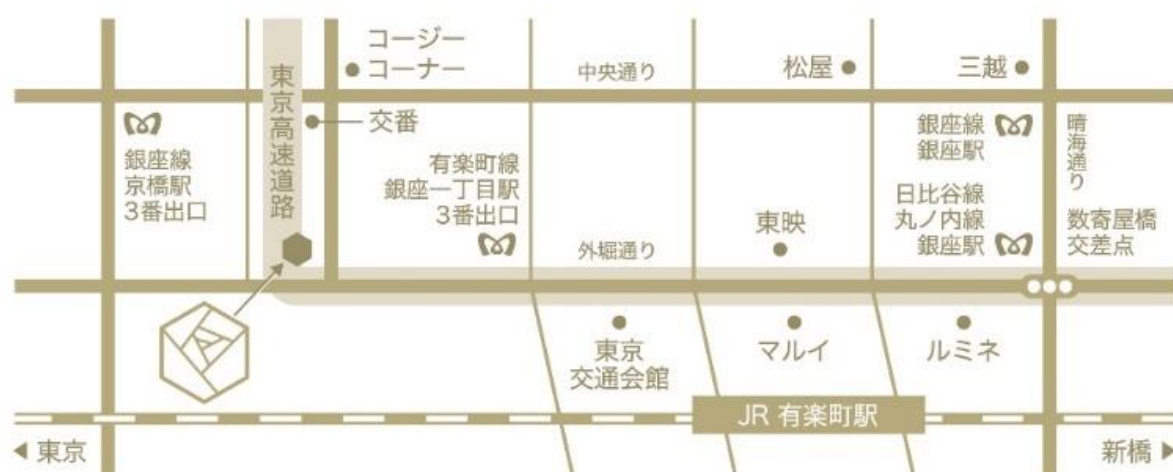 コージー
コーナー
中央通り
松屋
三越
東京高速道路
交番
銀座線
京橋駅
3番出口
有楽町線
銀座一丁目駅
3番出口
銀座線
銀座駅
晴海通り
日比谷線
丸ノ内線
銀座駅
数寄屋橋
交差点
東映
外堀通り
東京
交通会館
マルイ
ルミネ
JR 有楽町駅
東京
新橋